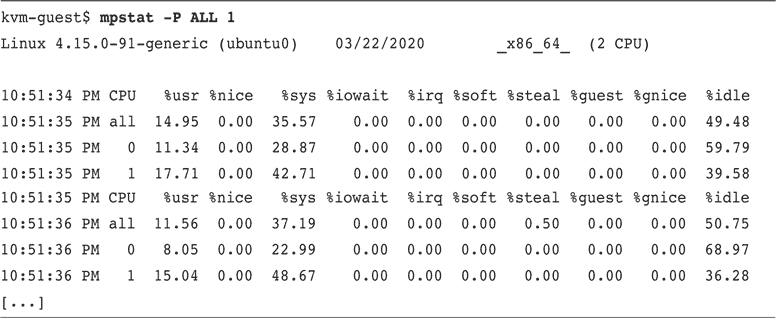 kvm-guest$ mpstat -P ALL 1
Linux 4.15.0-91-generic (ubuntu0)    03/22/2020    _x86_64_  (2 CPU)

10:51:34 PM CPU   %usr %nice   %sys %iowait   %irq %soft %steal %guest %gnice  %idle
10:51:35 PM all  14.95  0.00  35.57    0.00   0.00  0.00   0.00   0.00   0.00  49.48
10:51:35 PM   0  11.34  0.00  28.87    0.00   0.00  0.00   0.00   0.00   0.00  59.79
10:51:35 PM   1  17.71  0.00  42.71    0.00   0.00  0.00   0.00   0.00   0.00  39.58
10:51:35 PM CPU   %usr %nice   %sys %iowait   %irq %soft %steal %guest %gnice  %idle
10:51:36 PM all  11.56  0.00  37.19    0.00   0.00  0.00   0.50   0.00   0.00  50.75
10:51:36 PM   0   8.05  0.00  22.99    0.00   0.00  0.00   0.00   0.00   0.00  68.97
10:51:36 PM   1  15.04  0.00  48.67    0.00   0.00  0.00   0.00   0.00   0.00  36.28
[...]